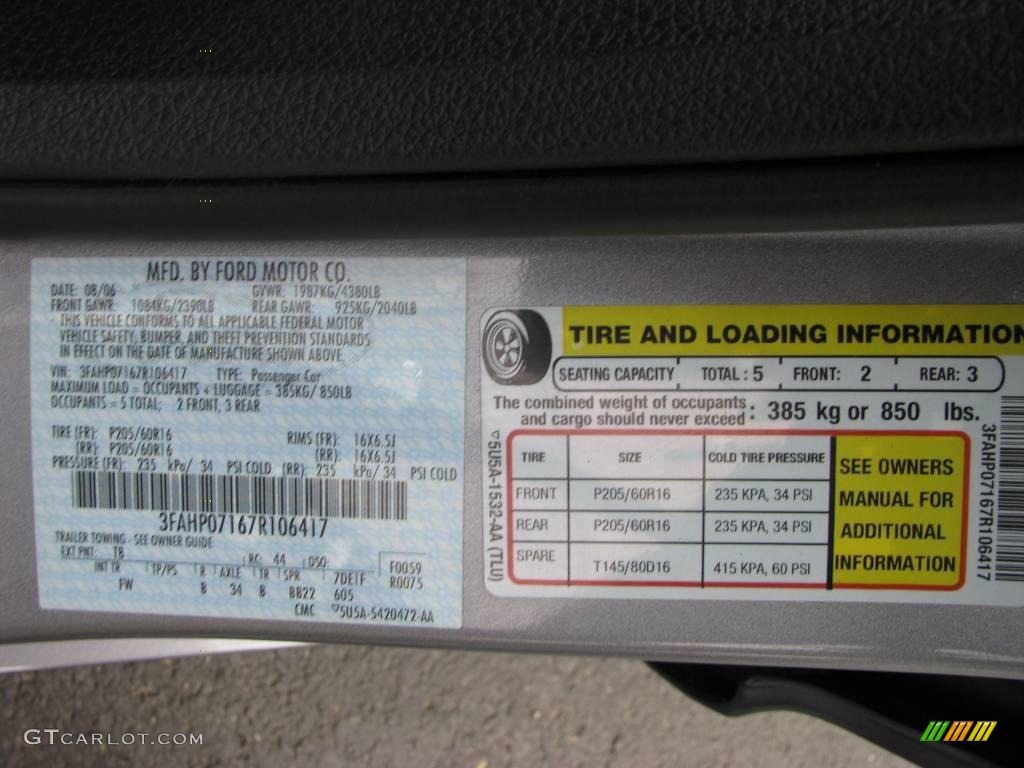 MFD. BY FORD MOTOR CO.
DATE: 08/06 GVWR: 1987KG/4380LB
FRONT GAWR: 1084KG/2390LB REAR GAWR: 925KG/2040LB
THIS VEHICLE CONFORMS TO ALL APPLICABLE FEDERAL MOTOR
VEHICLE SAFETY, BUMPER, AND THEFT PREVENTION STANDARDS
IN EFFECT ON THE DATE OF MANUFACTURE SHOWN ABOVE.
VIN: 3FAHP07167R106417 TYPE: Passenger Car
MAXIMUM LOAD = OCCUPANTS + LUGGAGE = 385KG/ 850LB
OCCUPANTS = 5 TOTAL; 2 FRONT, 3 REAR
TIRE (FR): P205/60R16 RIMS (FR): 16X6.5J
(RR): P205/60R16 (RR): 16X6.5J
PRESSURE (FR): 235 kPa/ 34 PSI COLD (RR): 235 kPa/ 34 PSI COLD
3FAHP07167R106417
TRAILER TOWING - SEE OWNER GUIDE
EXT PNT: T8 RC: 44 DSO: F0059
INT TR TP/PS R AXLE TR SPR 7DETF R0075
FW B 34 B BB22 605
CMC ▽5U5A-5420472-AA
TIRE AND LOADING INFORMATION
SEATING CAPACITY TOTAL : 5 FRONT: 2 REAR: 3
The combined weight of occupants and cargo should never exceed : 385 kg or 850 lbs.
TIRE SIZE COLD TIRE PRESSURE
FRONT P205/60R16 235 KPA, 34 PSI
REAR P205/60R16 235 KPA, 34 PSI
SPARE T145/80D16 415 KPA, 60 PSI
SEE OWNERS
MANUAL FOR
ADDITIONAL
INFORMATION
▽5U5A-1532-AA (TLU)
3FAHP07167R106417
GTCARLOT.COM